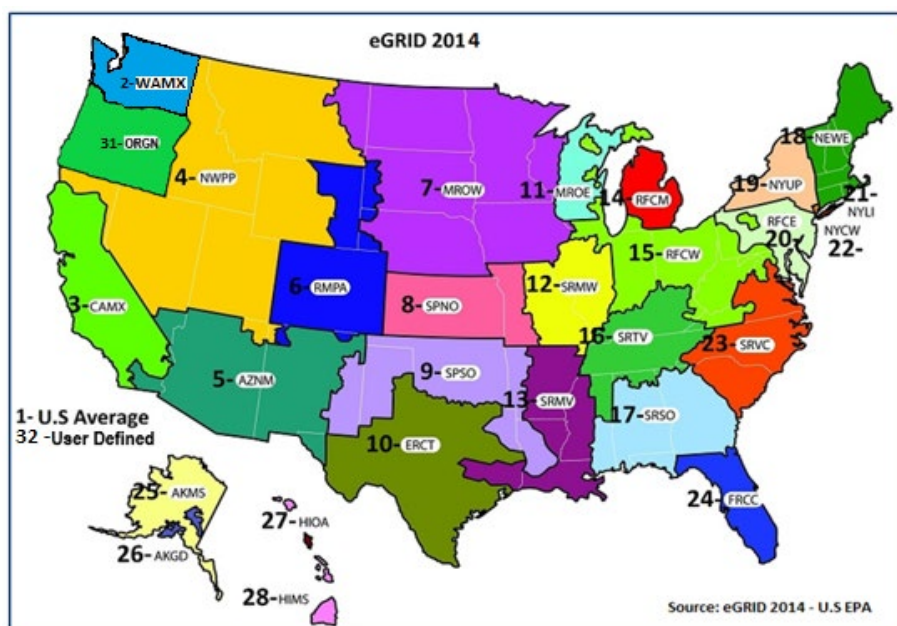 eGRID 2014
2-WAMX
31-ORGN
4-NWPP
7-MROW
11-MROE
14-RFCM
18-NEWE
19-NYUP
21-
NYLI
RFCE
NYCW
20-
22-
15-RFCW
3-CAMX
6-RMPA
8-SPNO
12-SRMW
16-SRTV
23-SRVC
5-AZNM
9-SPSO
13-SRMV
17-SRSO
1- U.S Average
32 -User Defined
10-ERCT
25-AKMS
24-FRCC
27-HIOA
26-AKGD
28-HIMS
Source: eGRID 2014 - U.S EPA